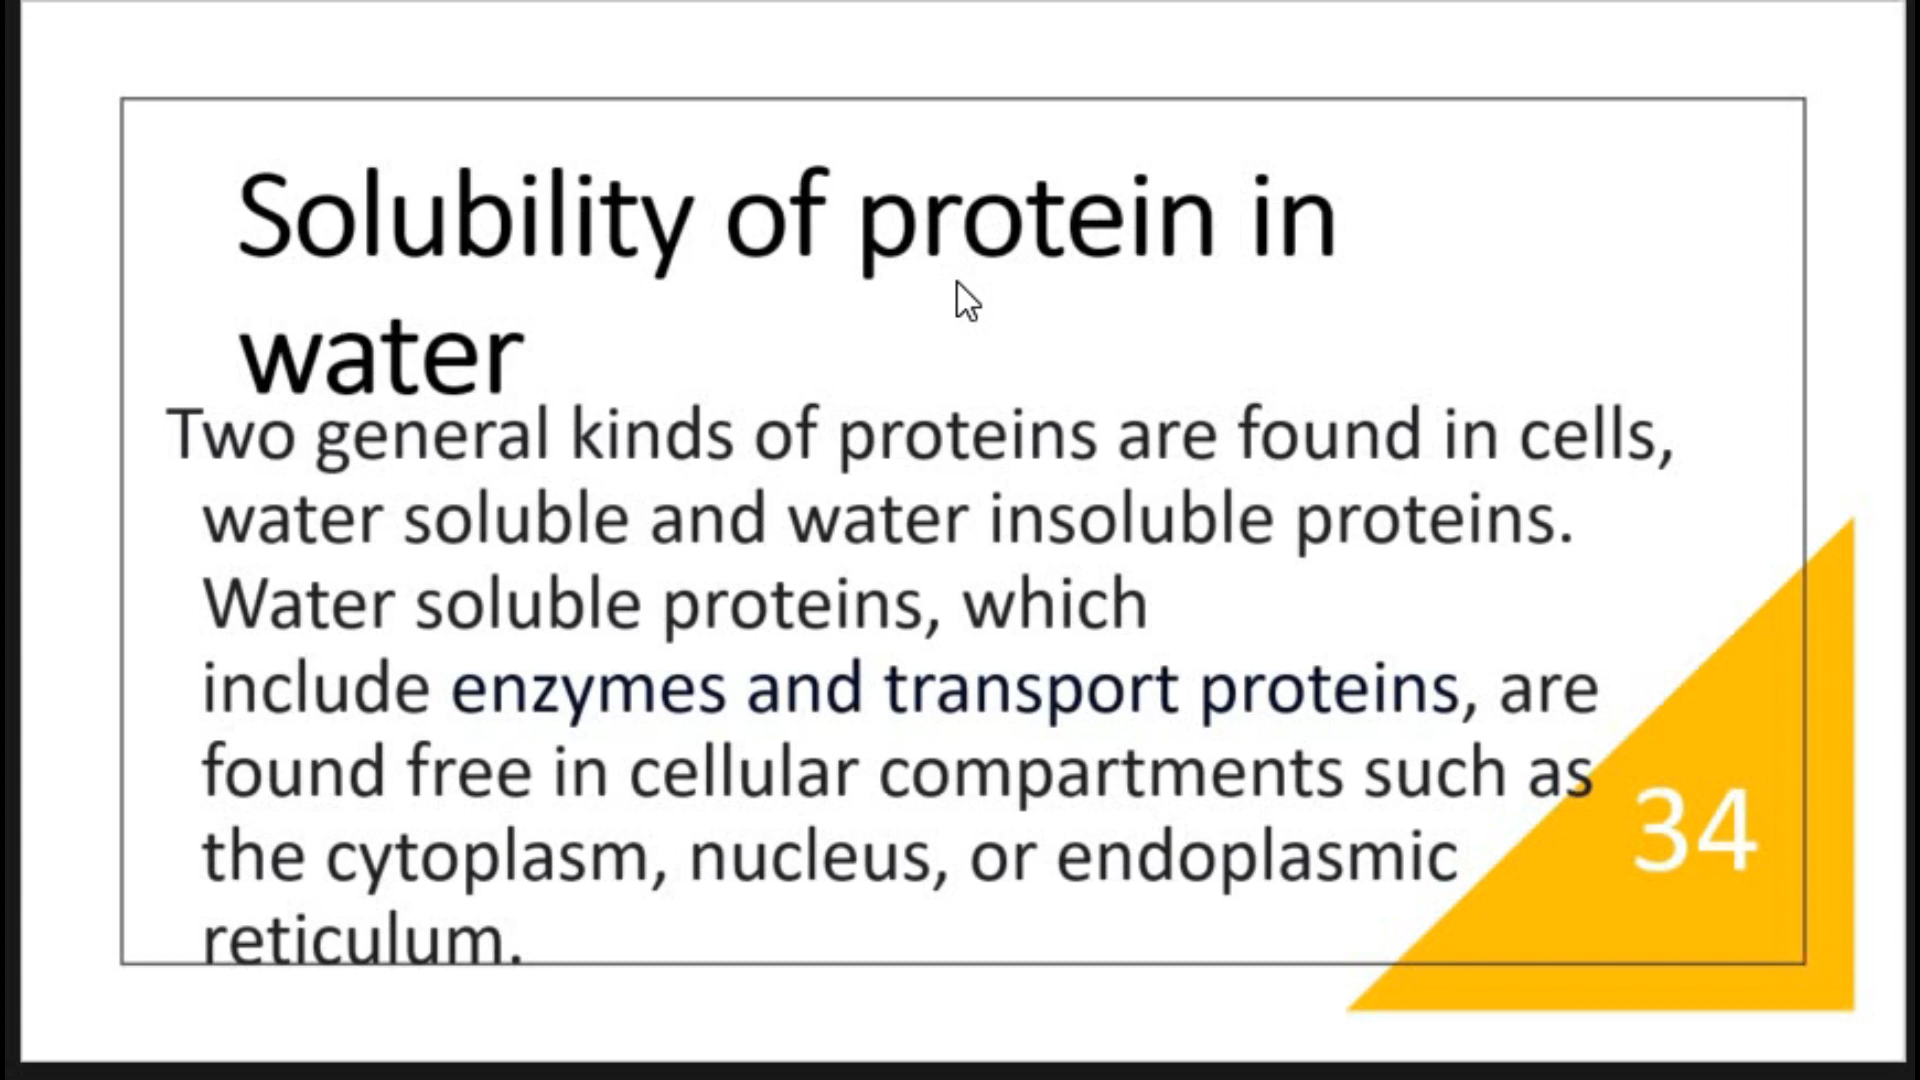 Solubility of protein in
water
Two general kinds of proteins are found in cells,
water soluble and water insoluble proteins.
Water soluble proteins, which
include enzymes and transport proteins, are
found free in cellular compartments such as
the cytoplasm, nucleus, or endoplasmic
reticulum.
34